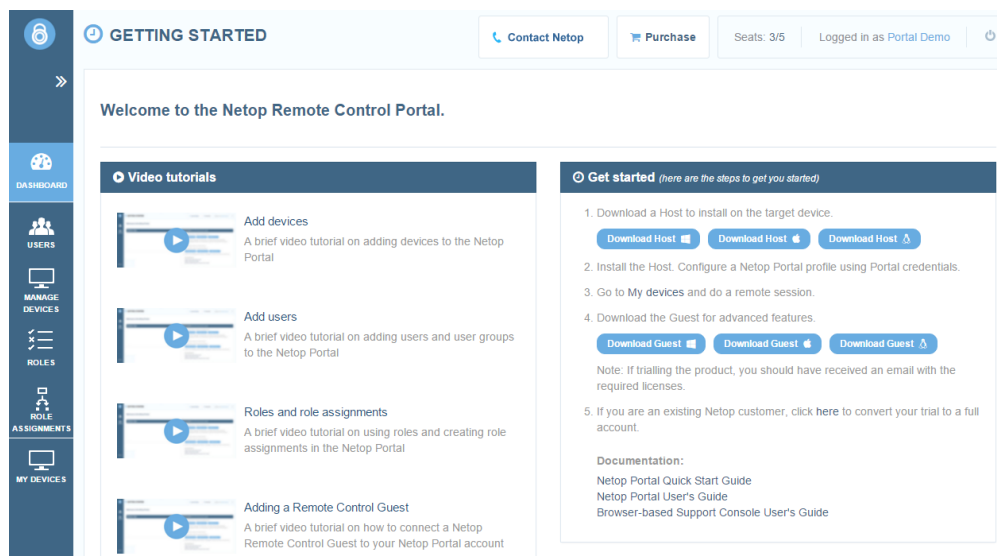 GETTING STARTED
Contact Netop
Purchase
Seats: 3/5
Logged in as Portal Demo
Welcome to the Netop Remote Control Portal.
DASHBOARD
USERS
MANAGE
DEVICES
ROLES
ROLE
ASSIGNMENTS
MY DEVICES
Video tutorials
Add devices
A brief video tutorial on adding devices to the Netop
Portal
Add users
A brief video tutorial on adding users and user groups
to the Netop Portal
Roles and role assignments
A brief video tutorial on using roles and creating role
assignments in the Netop Portal
Adding a Remote Control Guest
A brief video tutorial on how to connect a Netop
Remote Control Guest to your Netop Portal account
Get started (here are the steps to get you started)
1. Download a Host to install on the target device.
Download Host
Download Host
Download Host
2. Install the Host. Configure a Netop Portal profile using Portal credentials.
3. Go to My devices and do a remote session.
4. Download the Guest for advanced features.
Download Guest
Download Guest
Download Guest
Note: If trialling the product, you should have received an email with the
required licenses.
5. If you are an existing Netop customer, click here to convert your trial to a full
account.
Documentation:
Netop Portal Quick Start Guide
Netop Portal User's Guide
Browser-based Support Console User's Guide